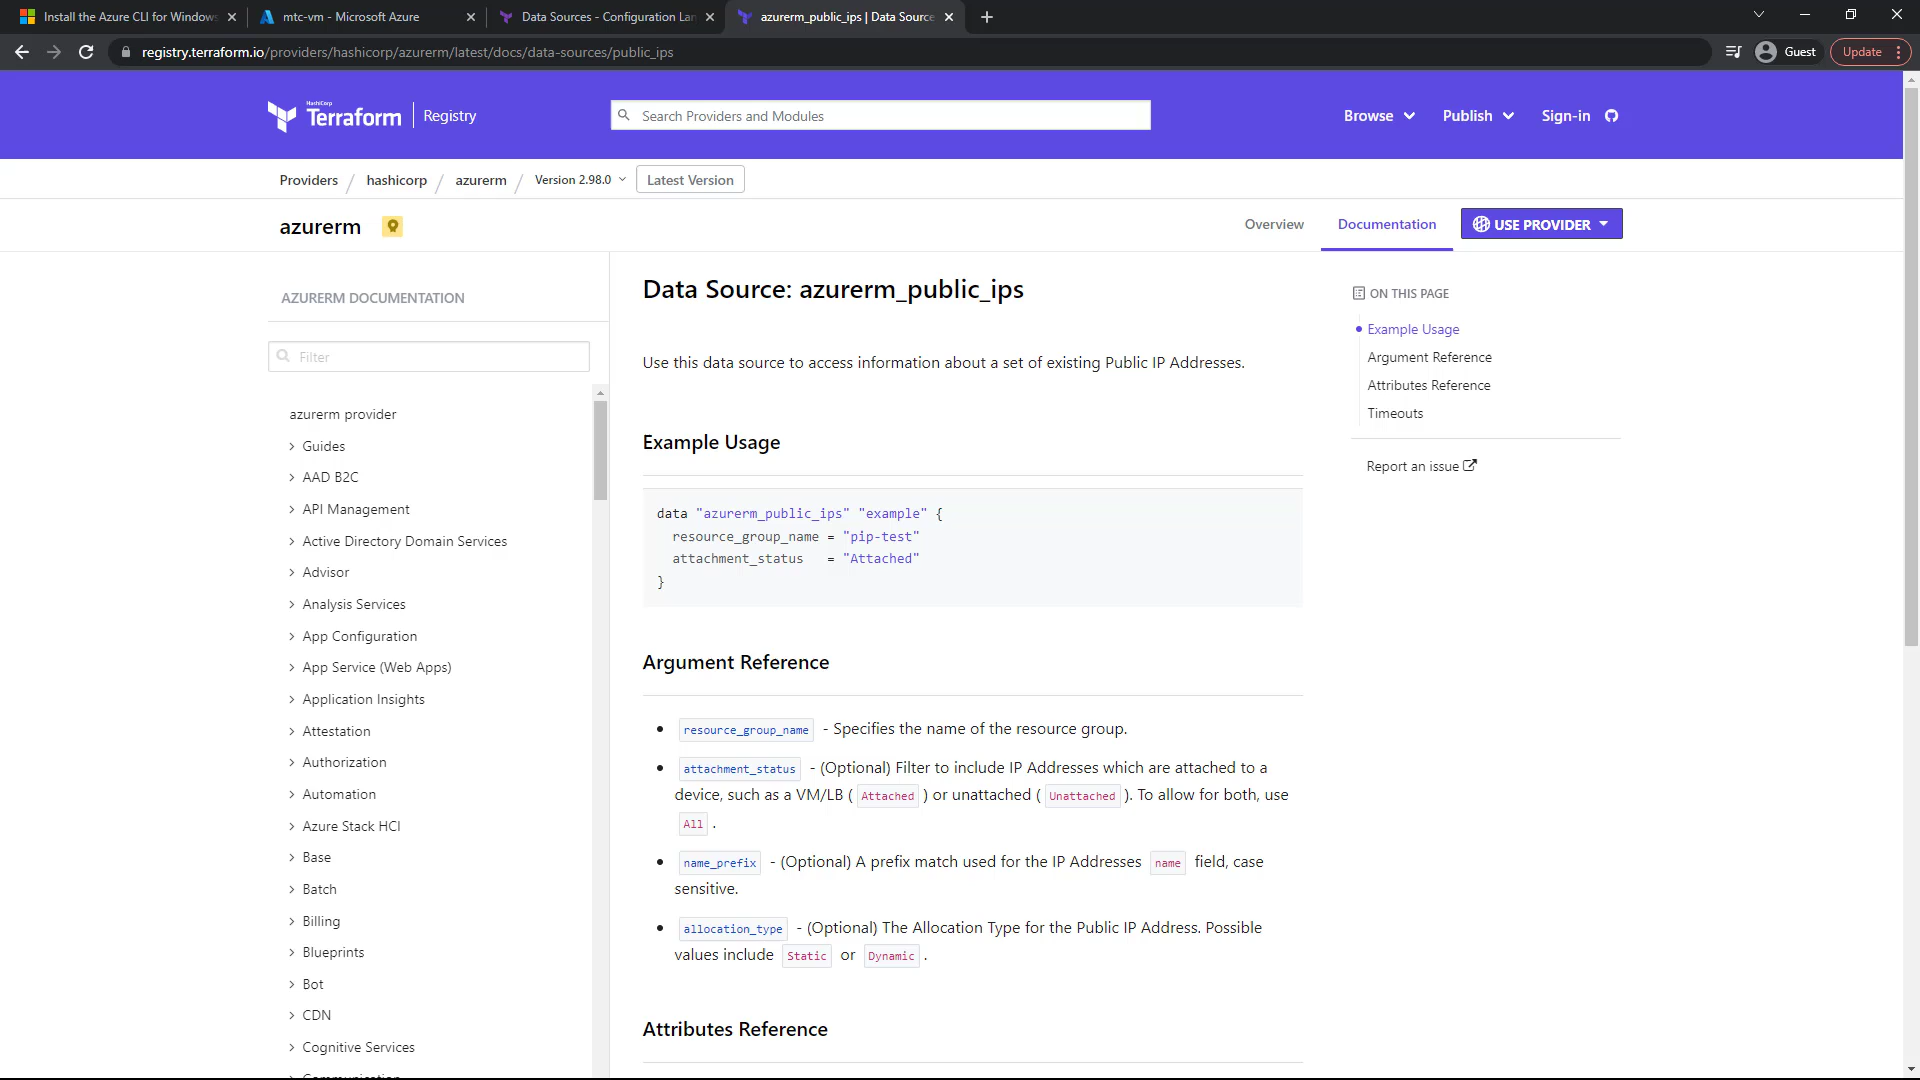 Install the Azure CLI for Windows
mtc-vm - Microsoft Azure
Data Sources - Configuration Lan
azurerm_public_ips | Data Source
registry.terraform.io/providers/hashicorp/azurerm/latest/docs/data-sources/public_ips
Guest
Update
HashiCorp
Terraform
Registry
Search Providers and Modules
Browse
Publish
Sign-in
Providers / hashicorp / azurerm / Version 2.98.0
Latest Version
azurerm
Overview
Documentation
USE PROVIDER
AZURERM DOCUMENTATION
Filter
azurerm provider
Guides
AAD B2C
API Management
Active Directory Domain Services
Advisor
Analysis Services
App Configuration
App Service (Web Apps)
Application Insights
Attestation
Authorization
Automation
Azure Stack HCI
Base
Batch
Billing
Blueprints
Bot
CDN
Cognitive Services
Data Source: azurerm_public_ips
Use this data source to access information about a set of existing Public IP Addresses.
Example Usage
data "azurerm_public_ips" "example" {
resource_group_name = "pip-test"
attachment_status   = "Attached"
}
Argument Reference
resource_group_name - Specifies the name of the resource group.
attachment_status - (Optional) Filter to include IP Addresses which are attached to a
device, such as a VM/LB ( Attached ) or unattached ( Unattached ). To allow for both, use
All .
name_prefix - (Optional) A prefix match used for the IP Addresses name field, case
sensitive.
allocation_type - (Optional) The Allocation Type for the Public IP Address. Possible
values include Static or Dynamic .
Attributes Reference
ON THIS PAGE
Example Usage
Argument Reference
Attributes Reference
Timeouts
Report an issue